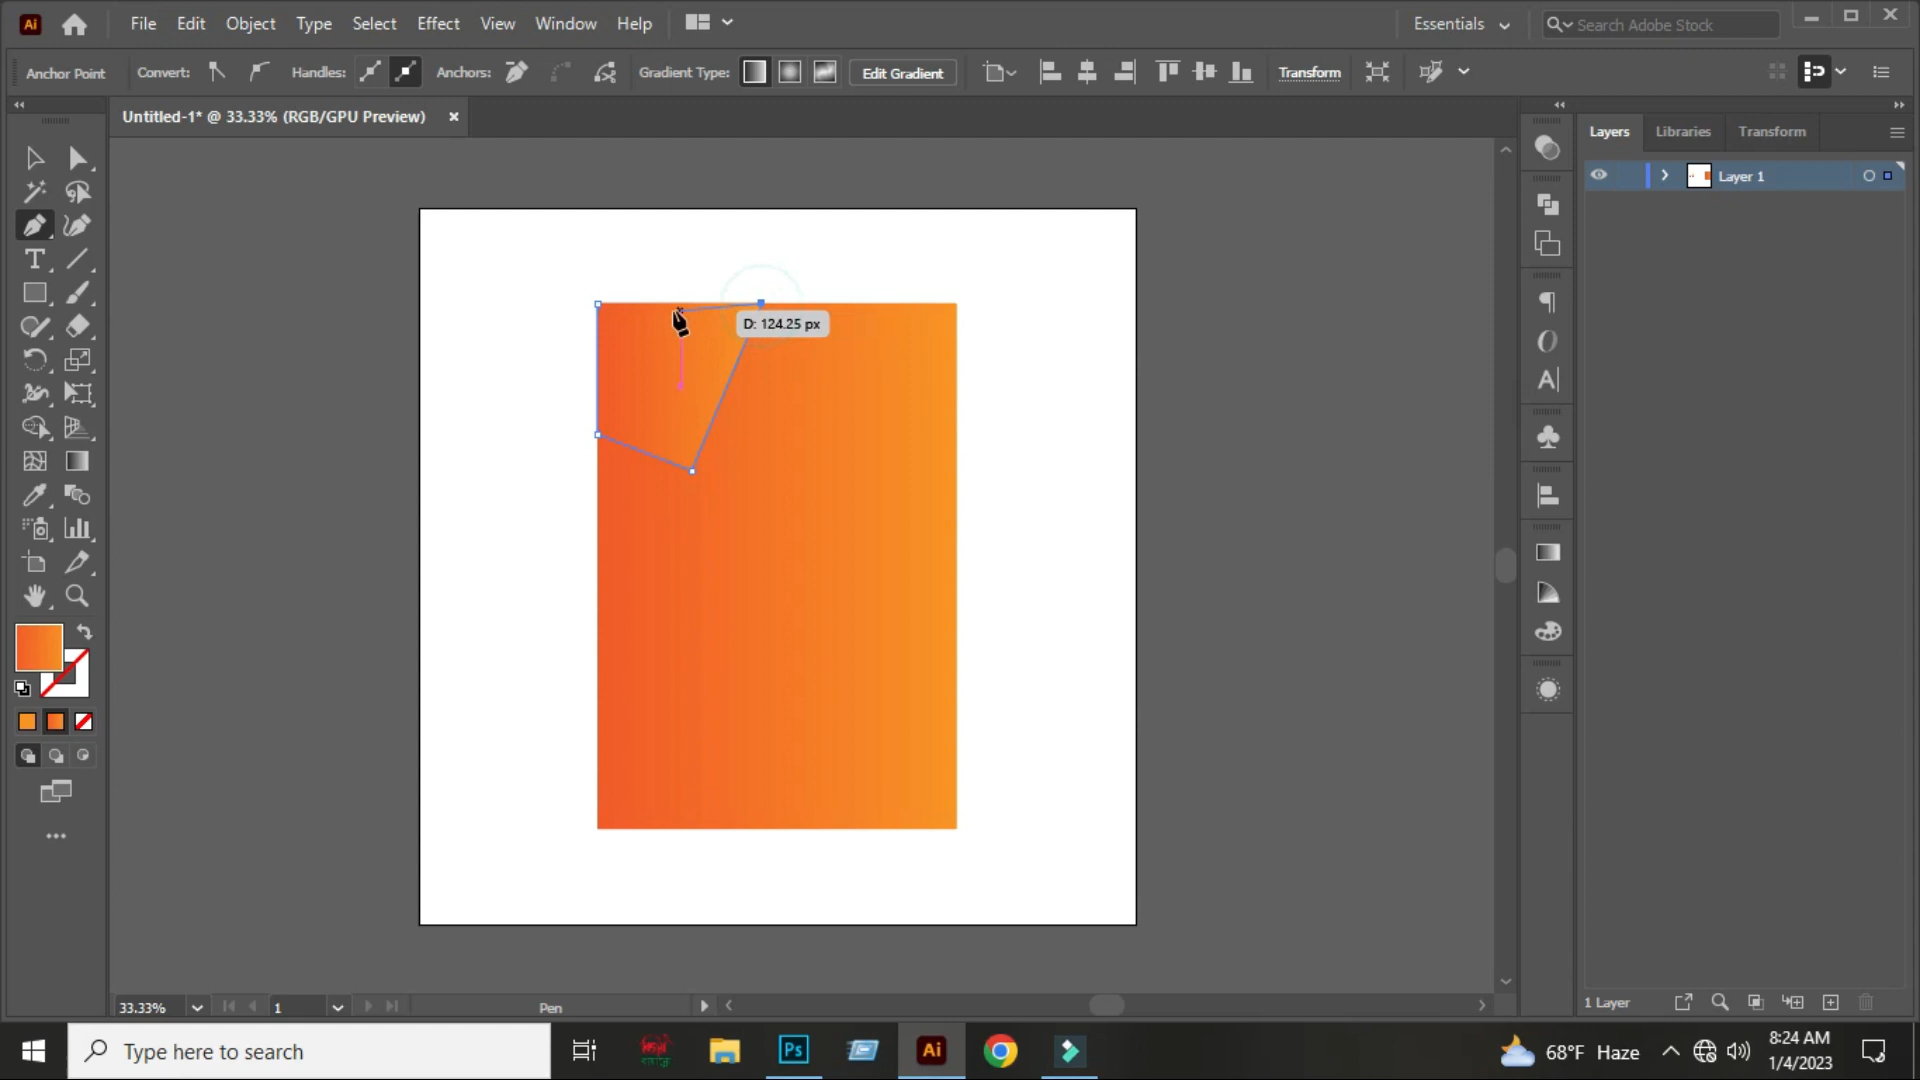 Ai File Edit Object Type Select Effect View Window Help Essentials Search Adobe Stock
Anchor Point Convert: Handles: Anchors: Gradient Type: Edit Gradient Transform
Untitled-1* @ 33.33% (RGB/GPU Preview)
Layers Libraries Transform
Layer 1
D: 124.25 px
33.33% 1 Pen
1 Layer
Type here to search
Ps Ai
68°F Haze
8:24 AM
1/4/2023